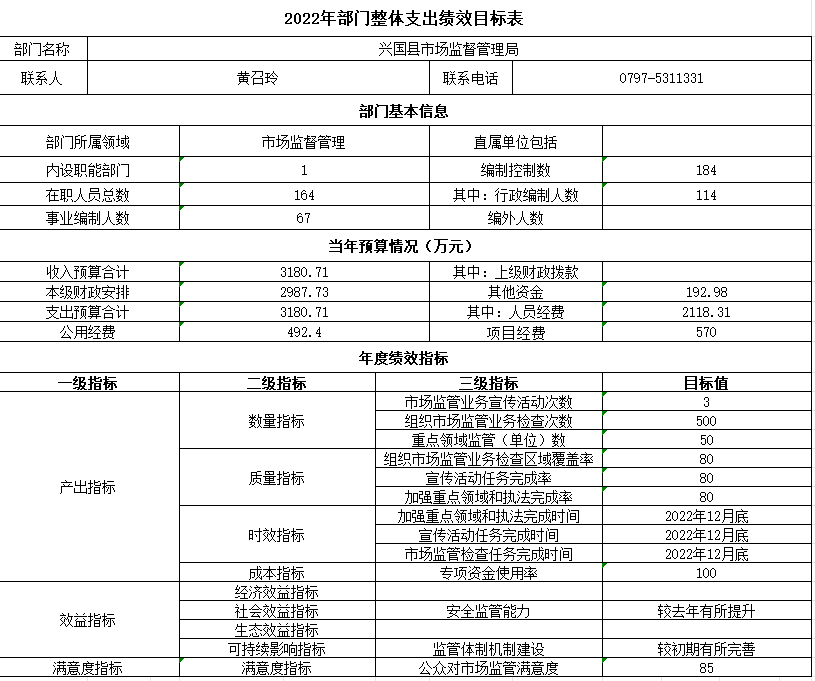 2022年部门整体支出绩效目标表
部门名称 兴国县市场监督管理局
联系人 黄召玲 联系电话 0797-5311331
部门基本信息
部门所属领域 市场监督管理 直属单位包括
内设职能部门 1 编制控制数 184
在职人员总数 164 其中：行政编制人数 114
事业编制人数 67 编外人数
当年预算情况（万元）
收入预算合计 3180.71 其中：上级财政拨款
本级财政安排 2987.73 其他资金 192.98
支出预算合计 3180.71 其中：人员经费 2118.31
公用经费 492.4 项目经费 570
年度绩效指标
一级指标 二级指标 三级指标 目标值
产出指标 数量指标 市场监管业务宣传活动次数 3
组织市场监管业务检查次数 500
重点领域监管（单位）数 50
质量指标 组织市场监管业务检查区域覆盖率 80
宣传活动任务完成率 80
加强重点领域和执法完成率 80
时效指标 加强重点领域和执法完成时间 2022年12月底
宣传活动任务完成时间 2022年12月底
市场监管检查任务完成时间 2022年12月底
成本指标 专项资金使用率 100
效益指标 经济效益指标
社会效益指标 安全监管能力 较去年有所提升
生态效益指标
可持续影响指标 监管体制机制建设 较初期有所完善
满意度指标 满意度指标 公众对市场监管满意度 85